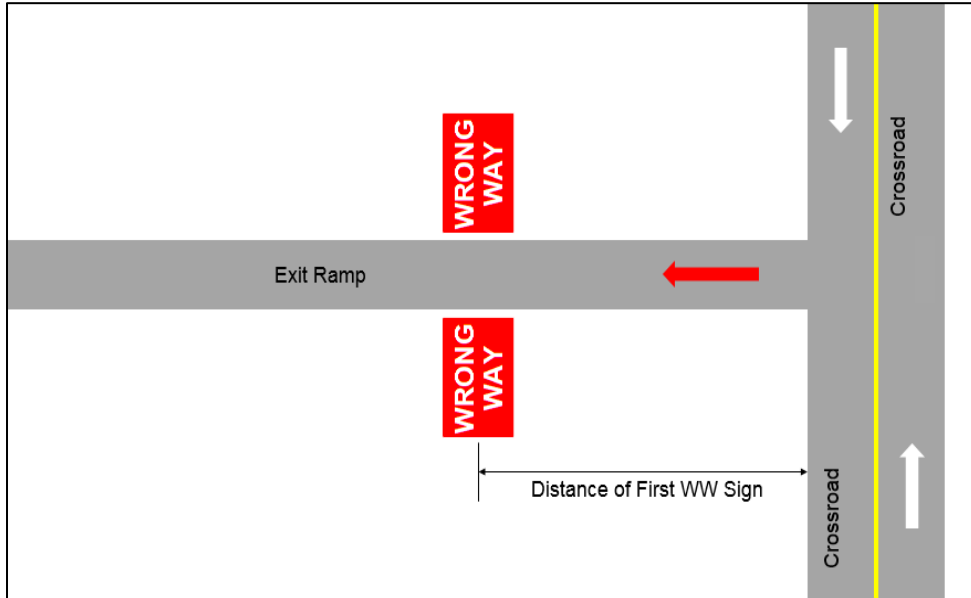 WRONG
WAY
Crossroad
Exit Ramp
WRONG
WAY
Distance of First WW Sign
Crossroad